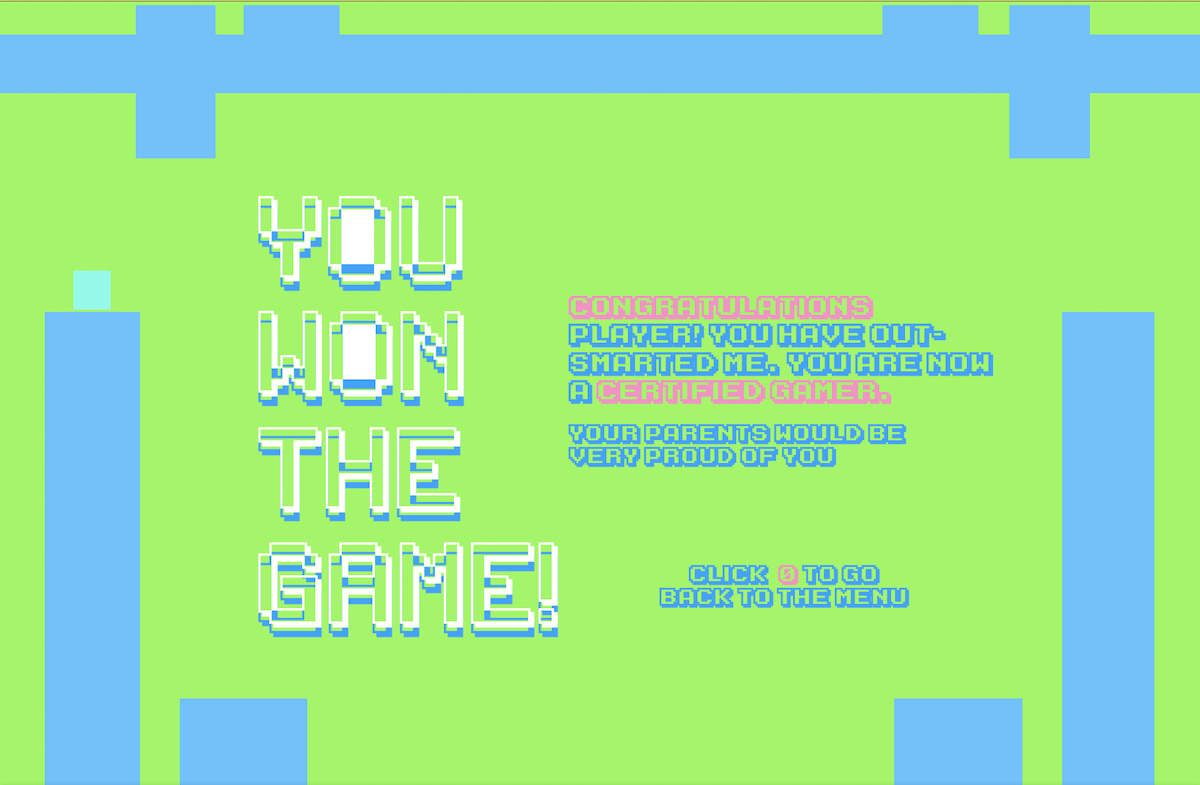 YOU
WON
THE
GAME!
CONGRATULATIONS
PLAYER! YOU HAVE OUT-
SMARTED ME. YOU ARE NOW
A CERTIFIED GAMER.
YOUR PARENTS WOULD BE
VERY PROUD OF YOU
CLICK 0 TO GO
BACK TO THE MENU